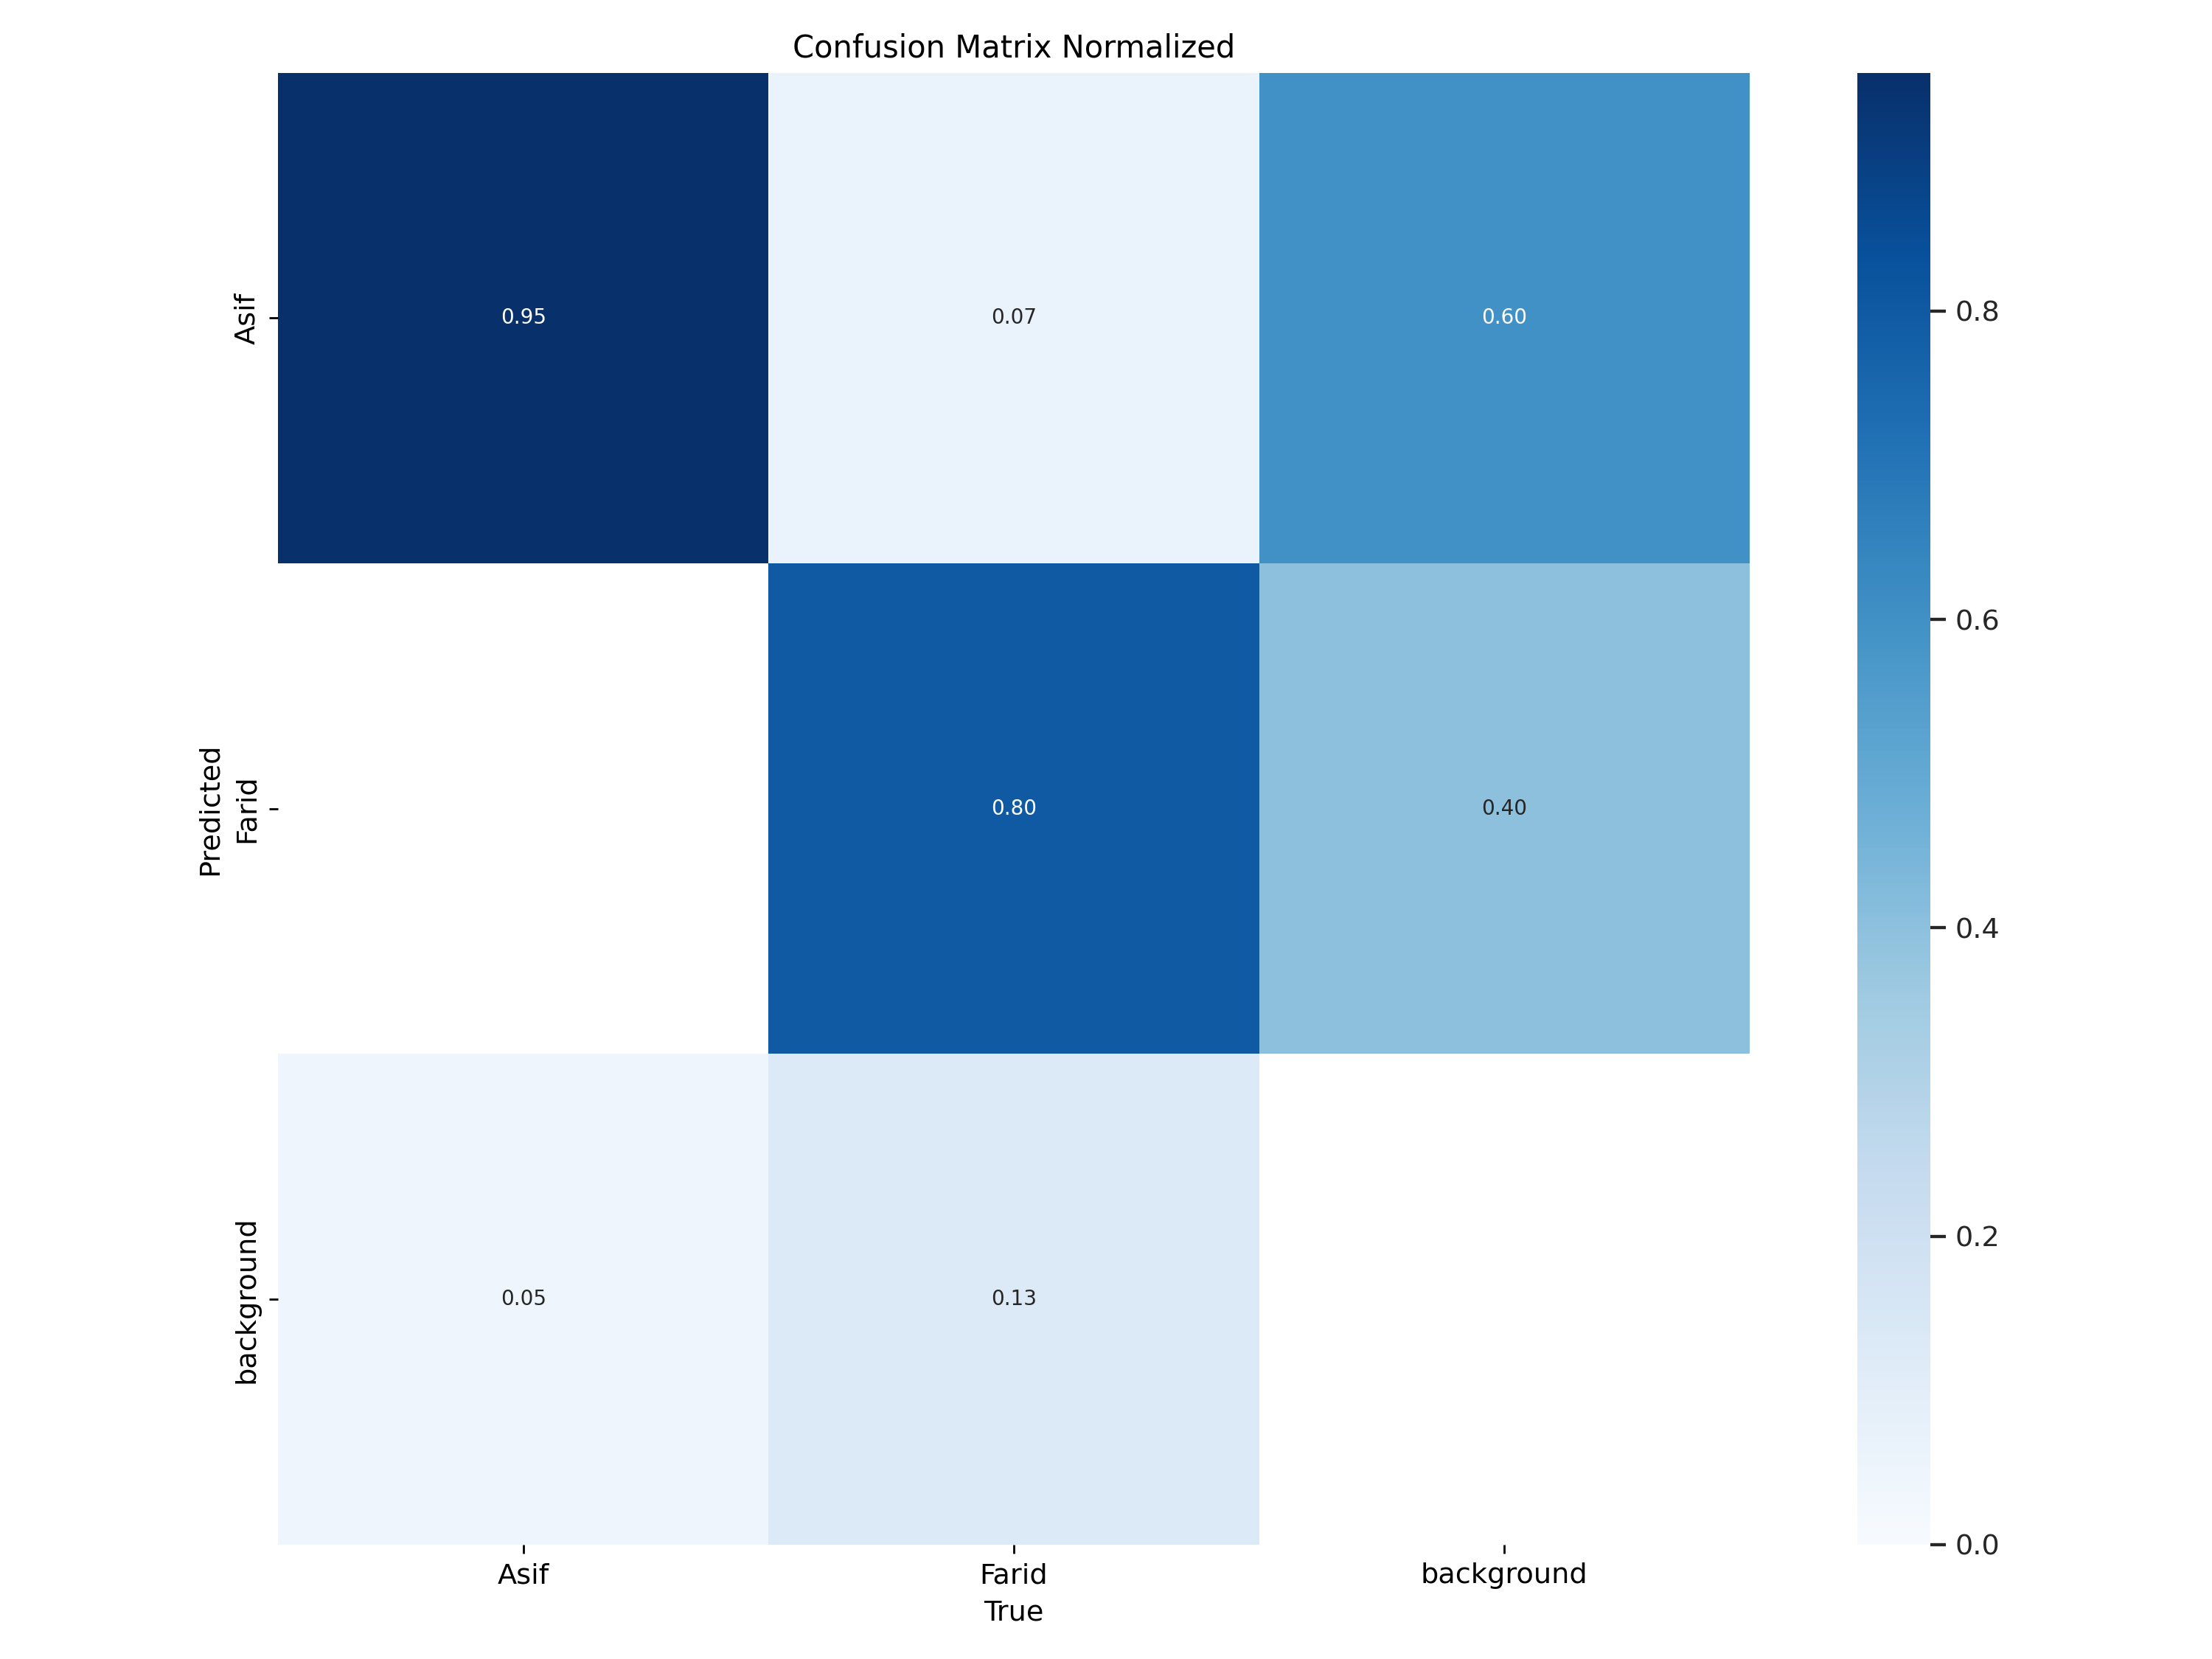 Confusion Matrix Normalized
Predicted
Asif
0.95
0.07
0.60
Farid
0.80
0.40
background
0.05
0.13
Asif
Farid
background
True
0.8
0.6
0.4
0.2
0.0